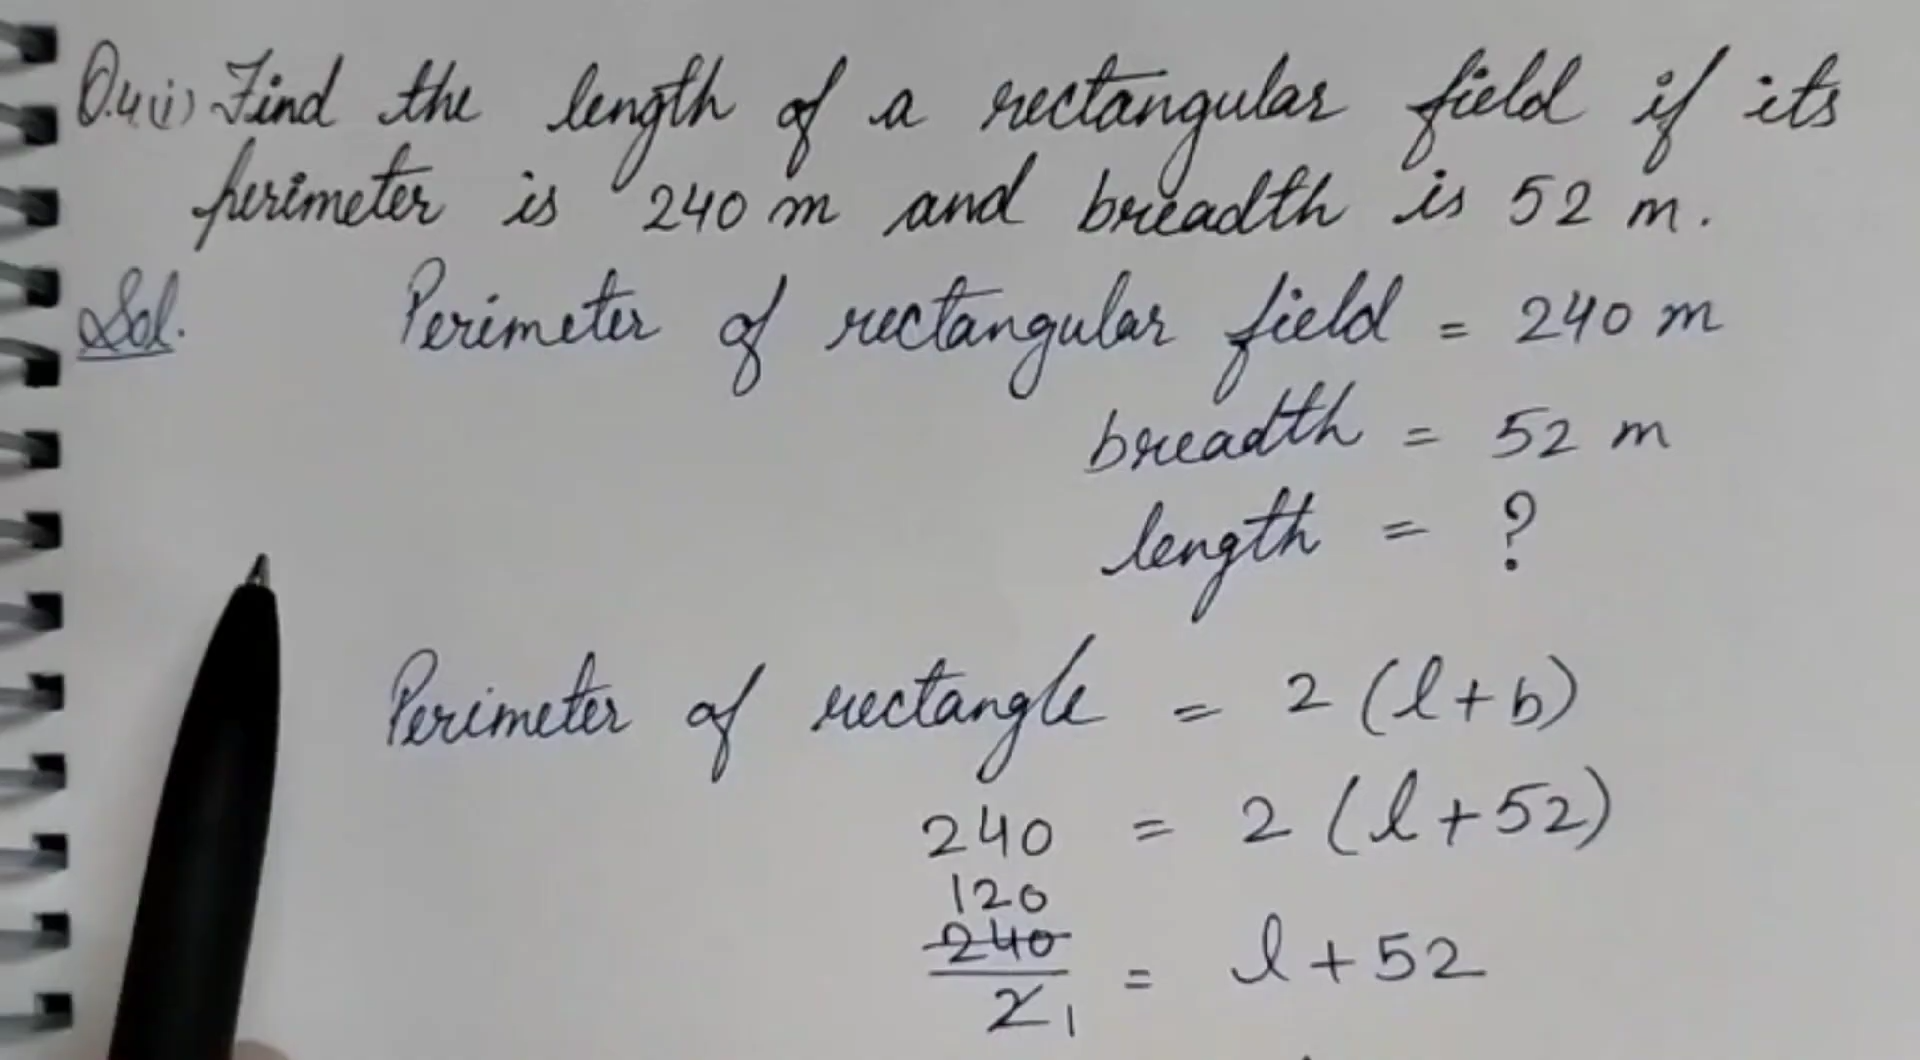 Q.4(i) Find the length of a rectangular field if its
perimeter is 240 m and breadth is 52 m.
Sol. Perimeter of rectangular field = 240 m
breadth = 52 m
length = ?
Perimeter of rectangle = 2 (l + b)
240 = 2 (l + 52)
120
240
2 1 = l + 52